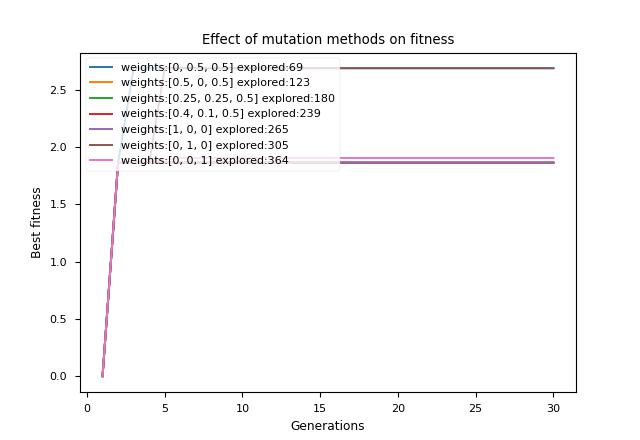 Effect of mutation methods on fitness
weights:[0, 0.5, 0.5] explored:69
weights:[0.5, 0, 0.5] explored:123
weights:[0.25, 0.25, 0.5] explored:180
weights:[0.4, 0.1, 0.5] explored:239
weights:[1, 0, 0] explored:265
weights:[0, 1, 0] explored:305
weights:[0, 0, 1] explored:364
2.5
2.0
1.5
1.0
0.5
0.0
Best fitness
0 5 10 15 20 25 30
Generations